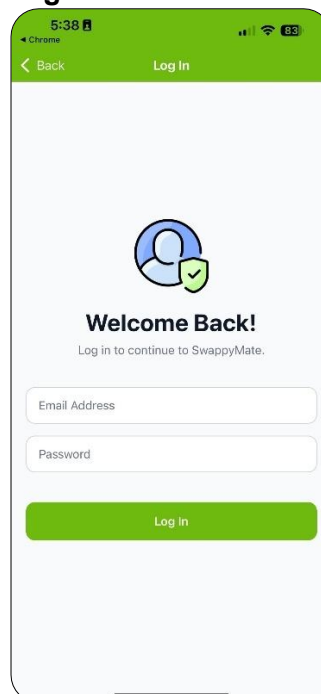 5:38
83
Chrome
Back
Log In
Welcome Back!
Log in to continue to SwappyMate.
Email Address
Password
Log In